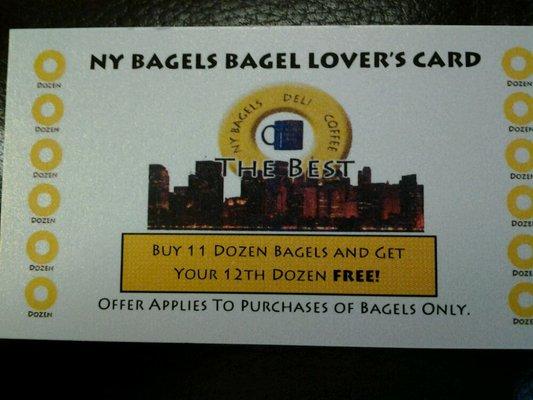 NY BAGELS BAGEL LOVER'S CARD
DOZEN
DOZEN
DOZEN
DOZEN
DOZEN
DOZEN
NY BAGELS DELI COFFEE
THE BEST
BUY 11 DOZEN BAGELS AND GET
YOUR 12TH DOZEN FREE!
OFFER APPLIES TO PURCHASES OF BAGELS ONLY.
DOZEN
DOZEN
DOZEN
DOZEN
DOZEN
DOZEN